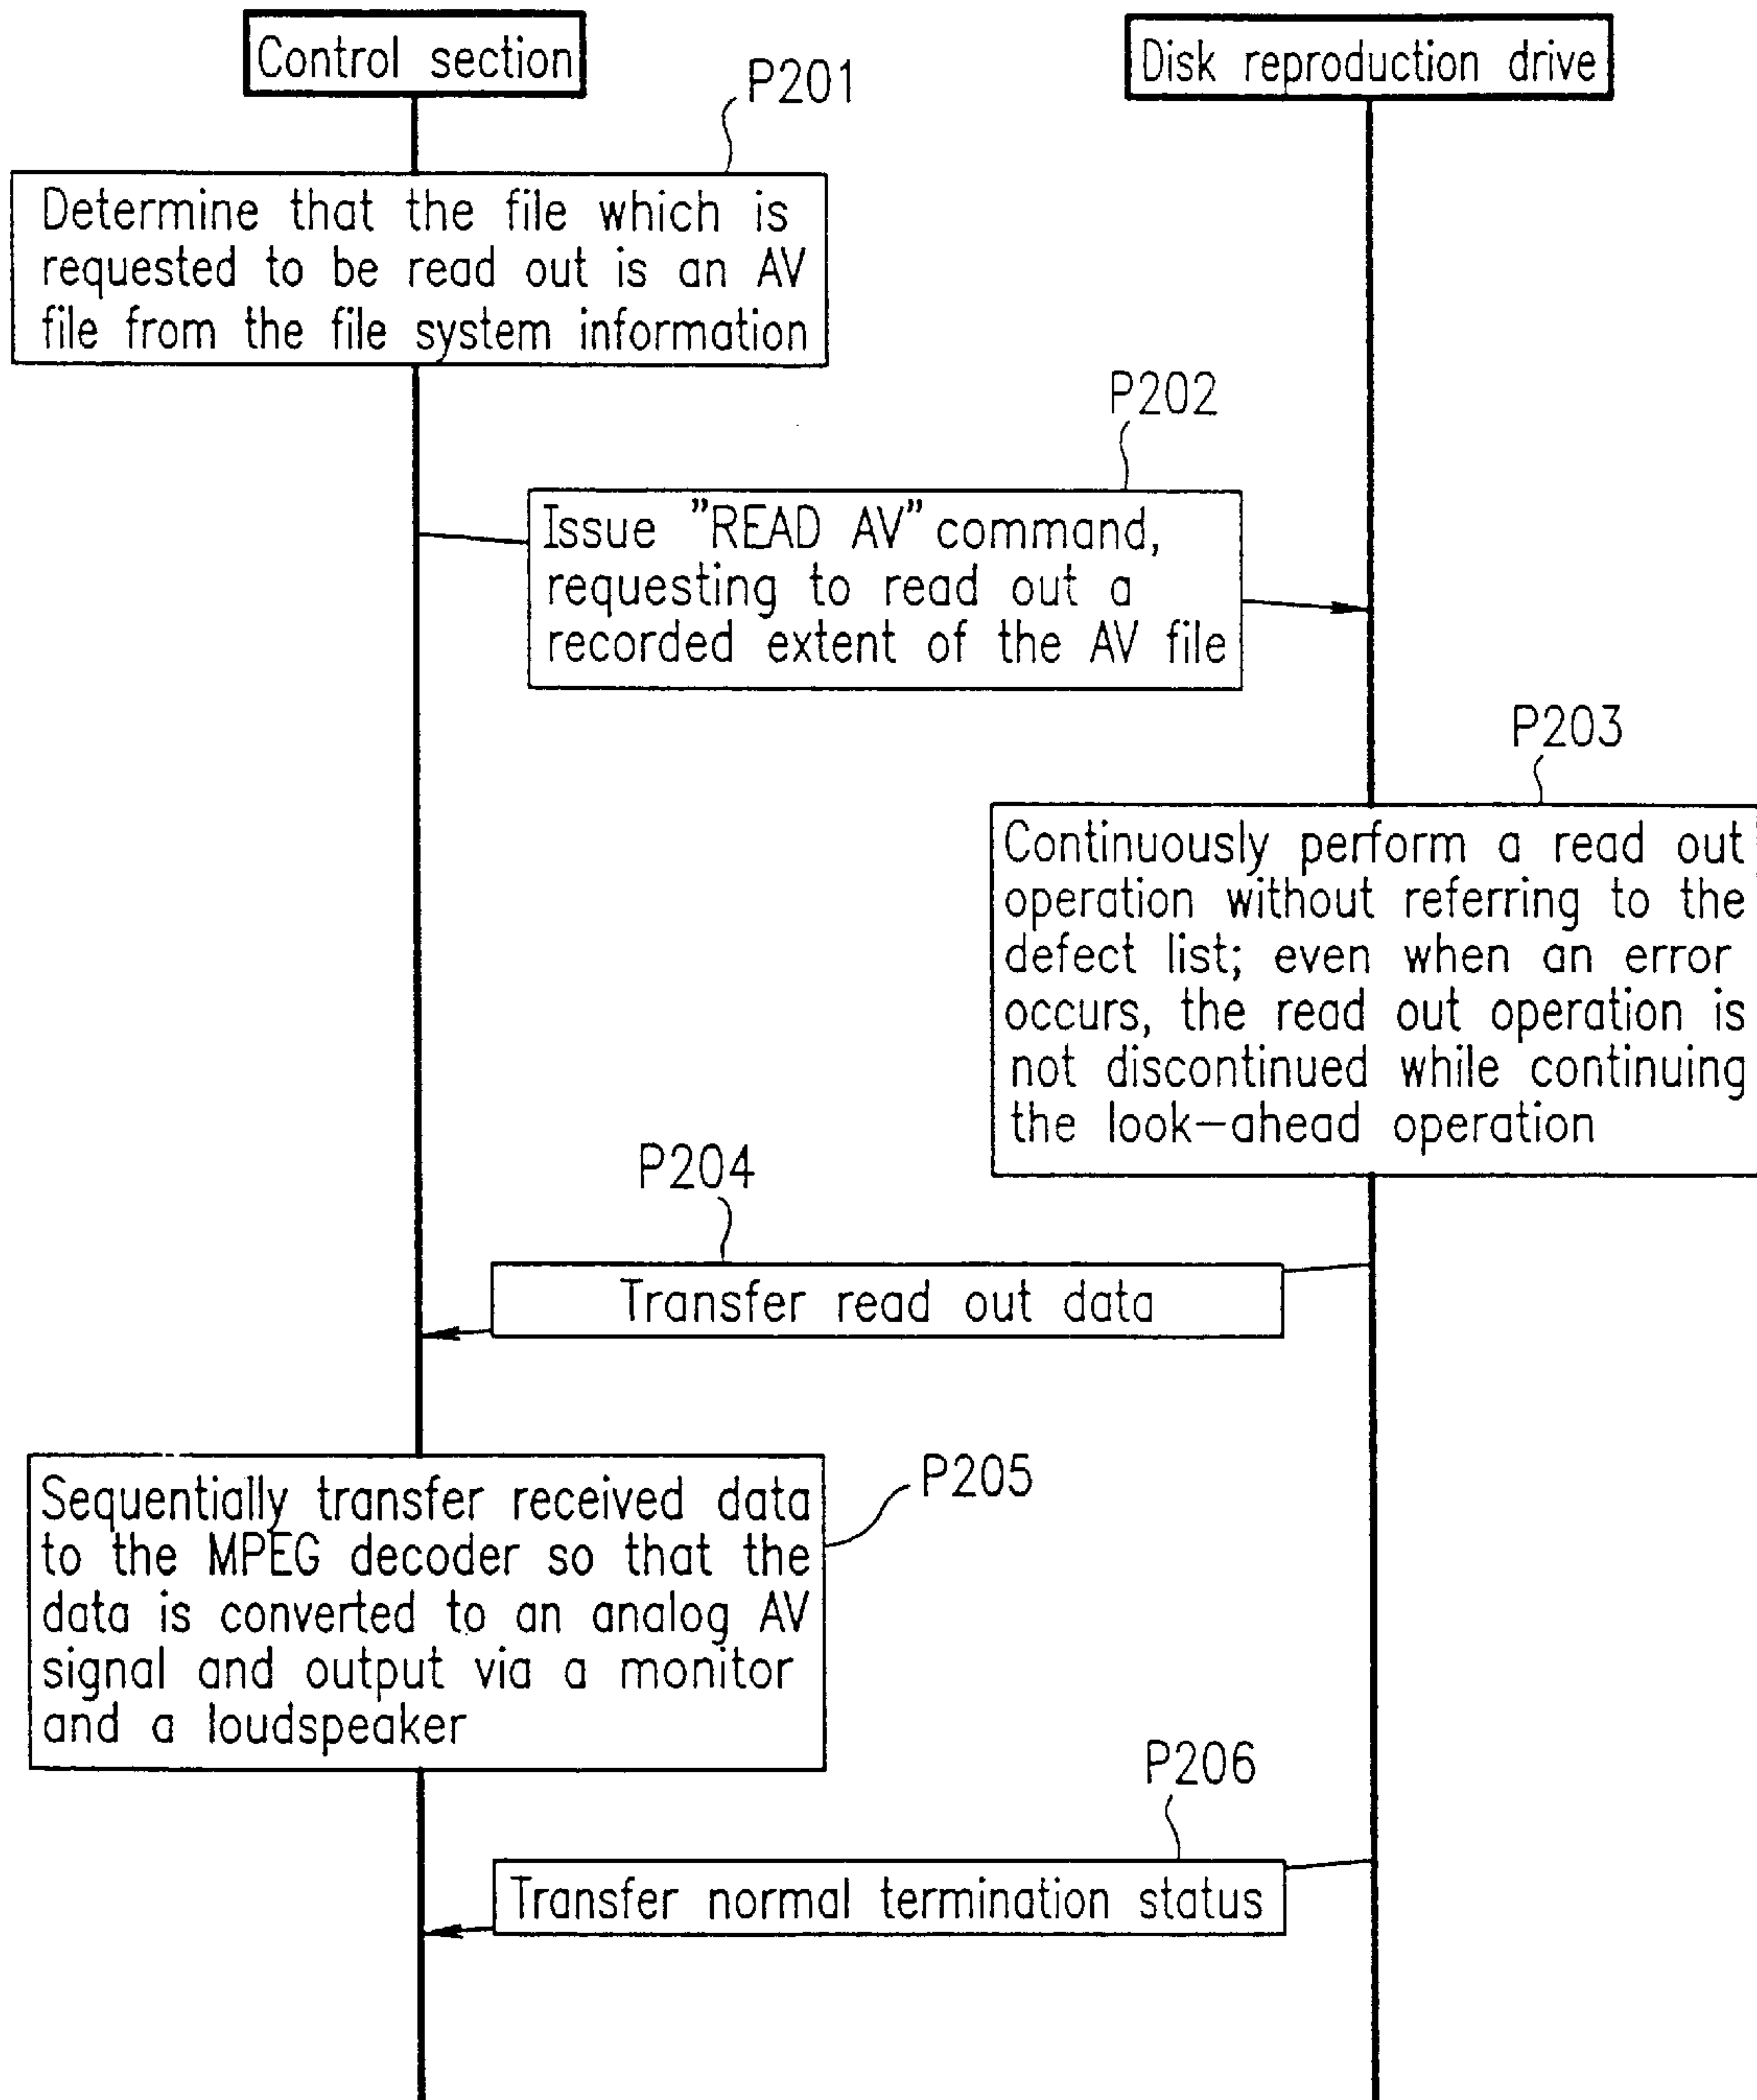 Control section
Disk reproduction drive
P201
Determine that the file which is
requested to be read out is an AV
file from the file system information
P202
Issue "READ AV" command,
requesting to read out a
recorded extent of the AV file
P203
Continuously perform a read out
operation without referring to the
defect list; even when an error
occurs, the read out operation is
not discontinued while continuing
the look-ahead operation
P204
Transfer read out data
P205
Sequentially transfer received data
to the MPEG decoder so that the
data is converted to an analog AV
signal and output via a monitor
and a loudspeaker
P206
Transfer normal termination status